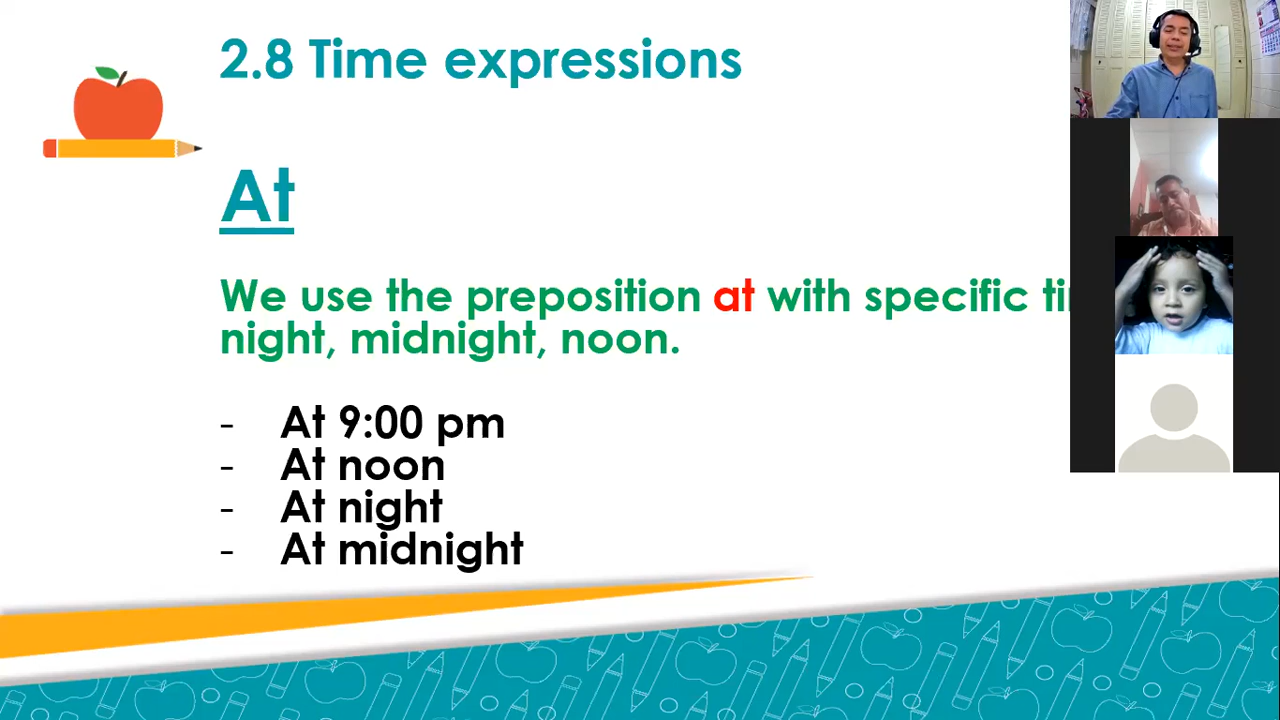 2.8 Time expressions
At
We use the preposition at with specific
night, midnight, noon.
- At 9:00 pm
- At noon
- At night
- At midnight